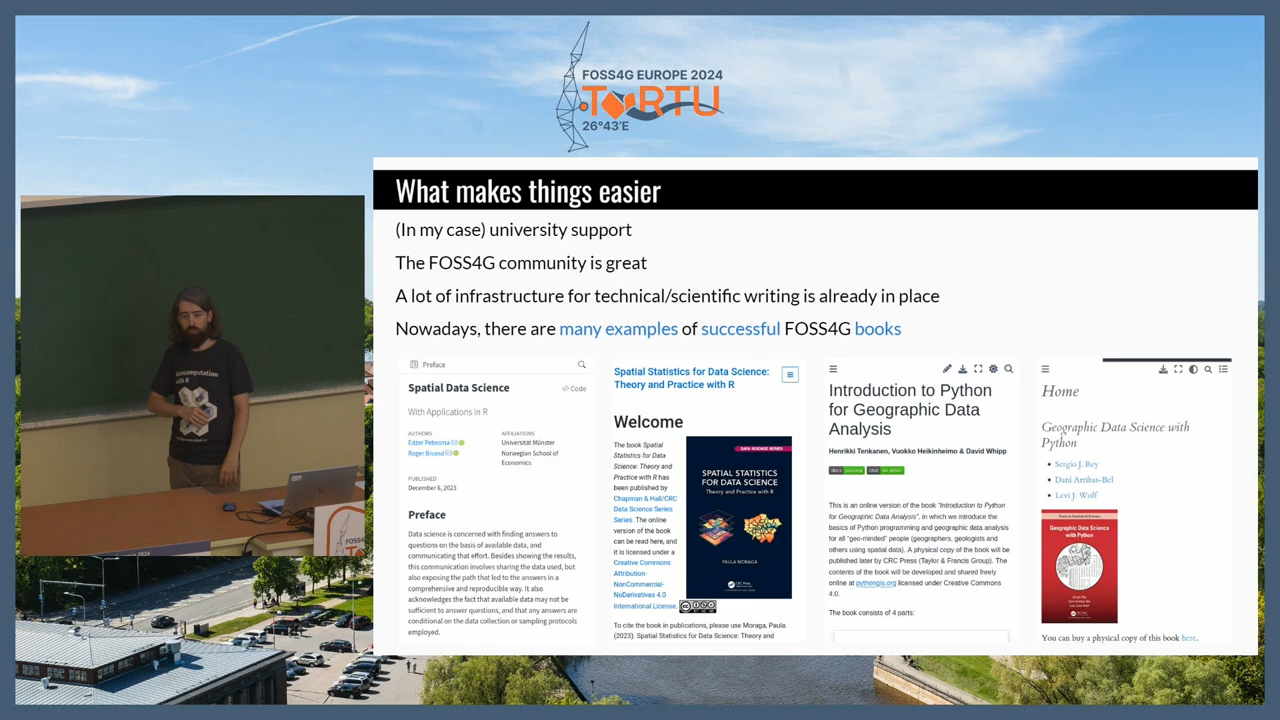 FOSS4G EUROPE 2024
TARTU
26°43'E
What makes things easier
(In my case) university support
The FOSS4G community is great
A lot of infrastructure for technical/scientific writing is already in place
Nowadays, there are many examples of successful FOSS4G books
Preface
Spatial Data Science
</> Code
With Applications in R
AUTHORS
AFFILIATIONS
Edzer Pebesma
Universität Münster
Roger Bivand
Norwegian School of
Economics
PUBLISHED
December 6, 2023
Preface
Data science is concerned with finding answers to
questions on the basis of available data, and
communicating that effort. Besides showing the results,
this communication involves sharing the data used, but
also exposing the path that led to the answers in a
comprehensive and reproducible way. It also
acknowledges the fact that available data may not be
sufficient to answer questions, and that any answers are
conditional on the data collection or sampling protocols
employed.
Spatial Statistics for Data Science:
Theory and Practice with R
Welcome
The book Spatial
Statistics for Data
Science: Theory and
Practice with R has
been published by
Chapman & Hall/CRC
Data Science Series
Series. The online
version of the book
can be read here, and
it is licensed under a
Creative Commons
Attribution-
NonCommercial-
NoDerivatives 4.0
International License.
DATA SCIENCE SERIES
SPATIAL STATISTICS
FOR DATA SCIENCE
Theory and Practice with R
PAULA MORAGA
CRC Press
To cite the book in publications, please use Moraga, Paula.
(2023). Spatial Statistics for Data Science: Theory and
Introduction to Python
for Geographic Data
Analysis
Henrikki Tenkanen, Vuokko Heikinheimo & David Whipp
docs passing
This is an online version of the book "Introduction to Python
for Geographic Data Analysis", in which we introduce the
basics of Python programming and geographic data analysis
for all "geo-minded" people (geographers, geologists and
others using spatial data). A physical copy of the book will be
published later by CRC Press (Taylor & Francis Group). The
contents of the book will be developed and shared freely
online at pythongis.org licensed under Creative Commons
4.0.
The book consists of 4 parts:
Home
Geographic Data Science with
Python
Sergio J. Rey
Dani Arribas-Bel
Levi J. Wolf
Geographic Data Science
with Python
You can buy a physical copy of this book here.
with R
FOSS4
2024